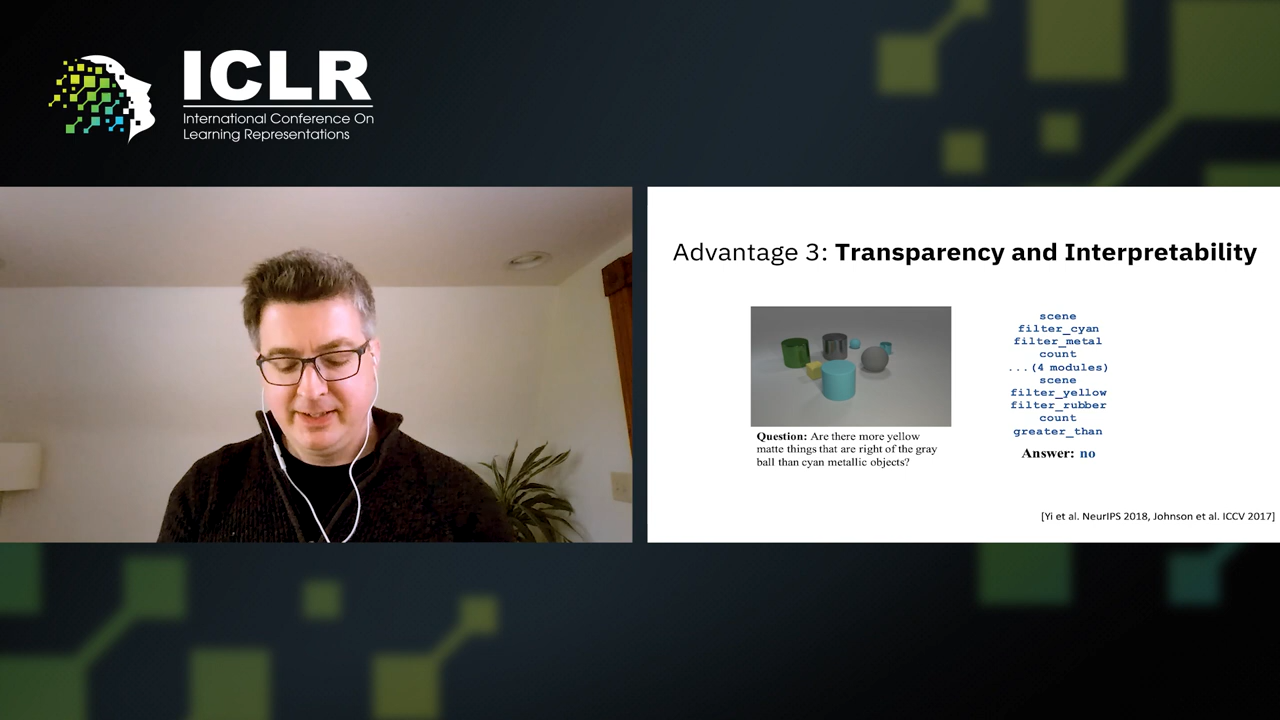 ICLR
International Conference On
Learning Representations
Advantage 3: Transparency and Interpretability
Question: Are there more yellow
matte things that are right of the gray
ball than cyan metallic objects?
scene
filter_cyan
filter_metal
count
...(4 modules)
scene
filter_yellow
filter_rubber
count
greater_than
Answer: no
[Yi et al. NeurIPS 2018, Johnson et al. ICCV 2017]